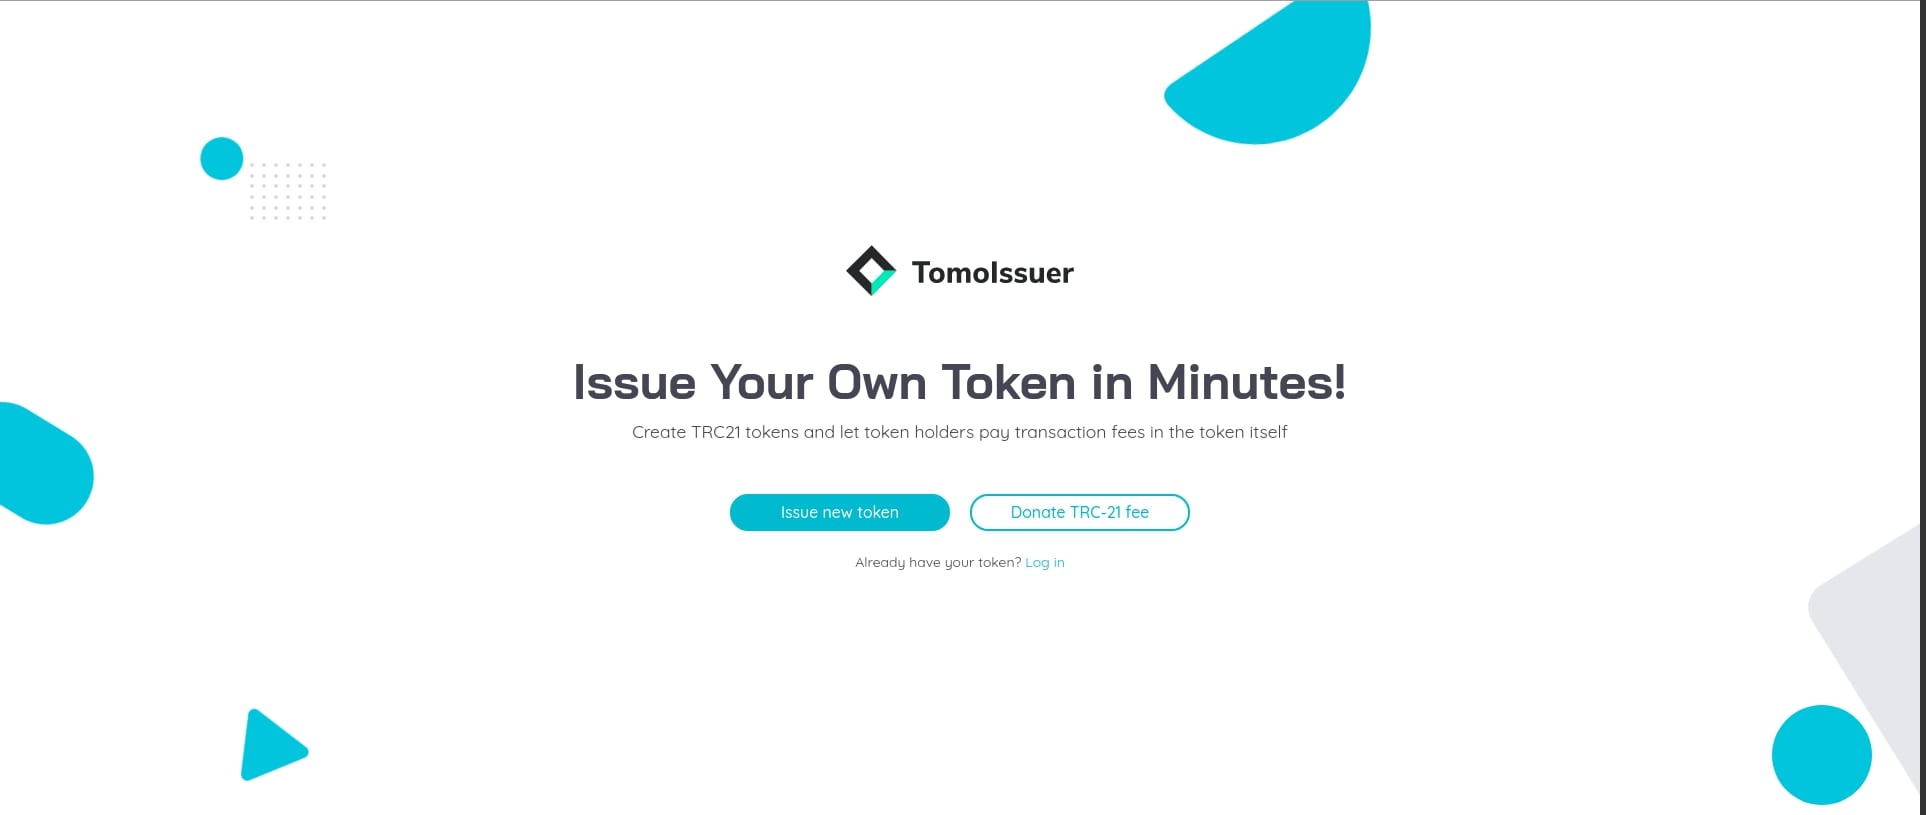 TomoIssuer
Issue Your Own Token in Minutes!
Create TRC21 tokens and let token holders pay transaction fees in the token itself
Issue new token
Donate TRC-21 fee
Already have your token? Log in